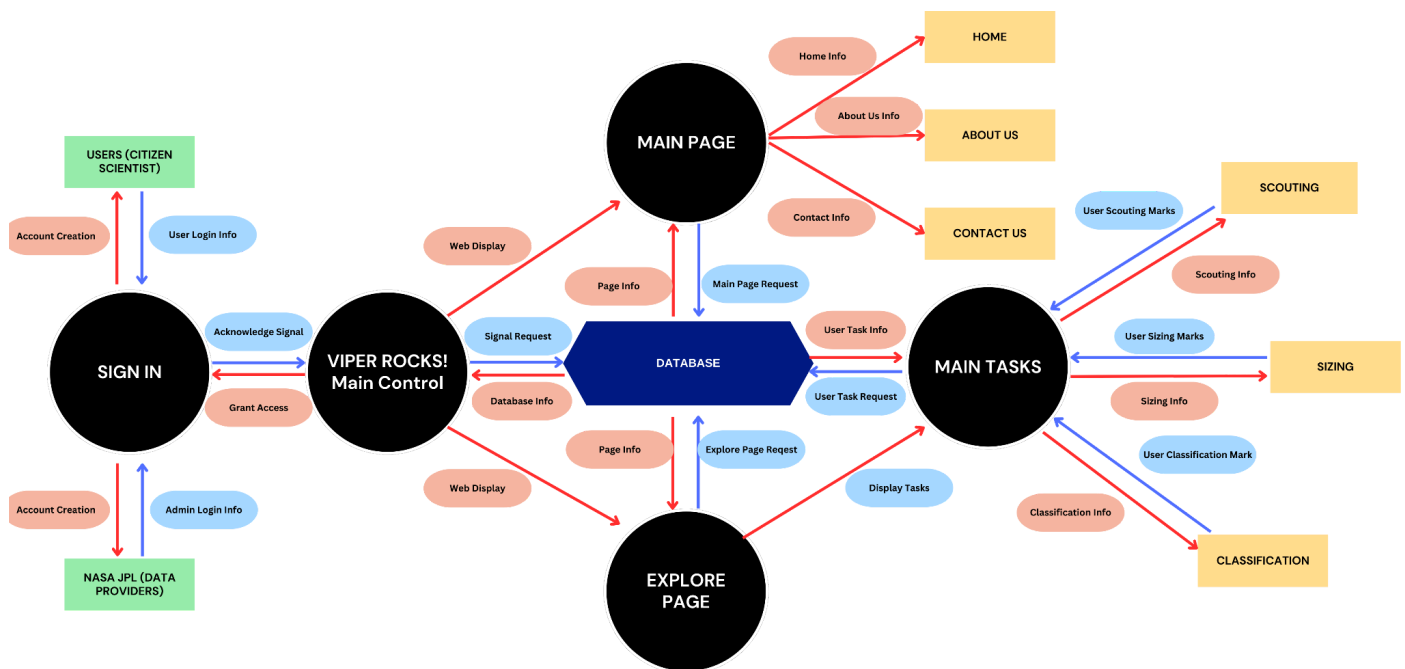 HOME
Home Info
About Us Info
ABOUT US
MAIN PAGE
USERS (CITIZEN
SCIENTIST)
SCOUTING
User Scouting Marks
Contact Info
CONTACT US
Account Creation
User Login Info
Web Display
Scouting Info
Page Info
Main Page Request
Acknowledge Signal
Signal Request
User Task Info
User Sizing Marks
VIPER ROCKS!
Main Control
DATABASE
SIGN IN
MAIN TASKS
SIZING
Grant Access
Database Info
User Task Request
Sizing Info
Page Info
Explore Page Reqest
User Classification Mark
Web Display
Display Tasks
Account Creation
Admin Login Info
Classification Info
CLASSIFICATION
NASA JPL (DATA
PROVIDERS)
EXPLORE
PAGE